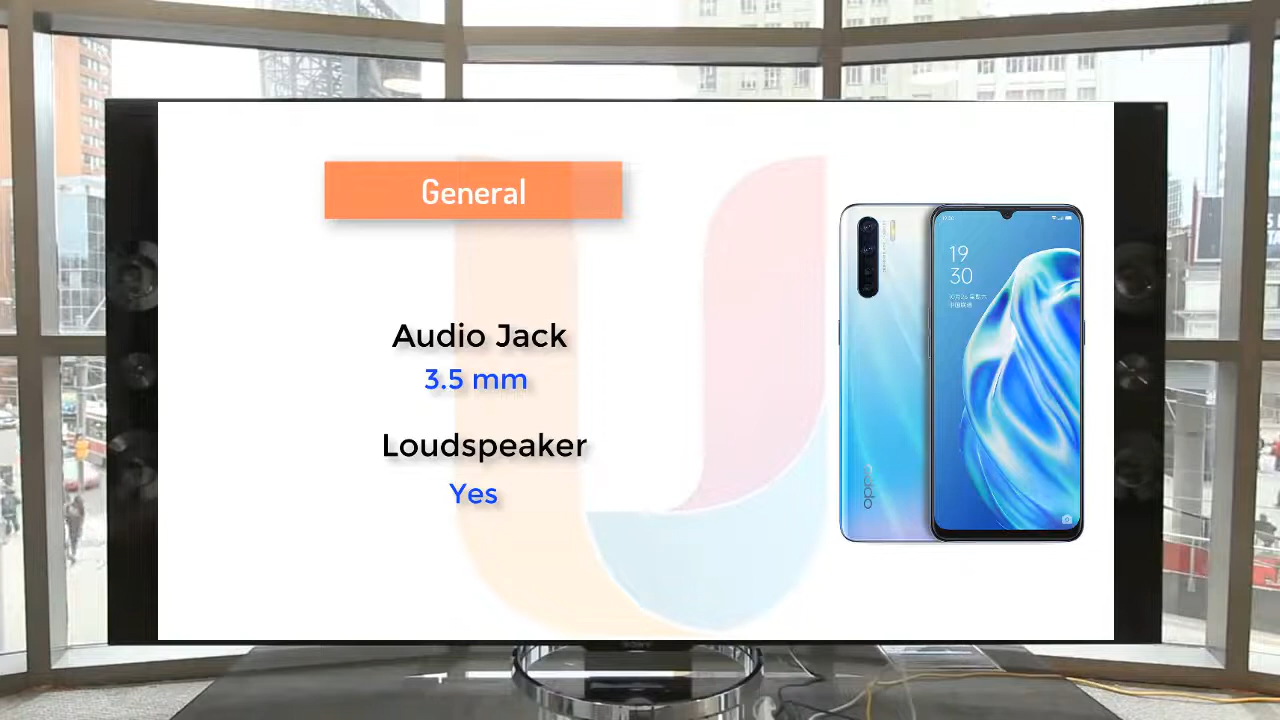 General
Audio Jack
3.5 mm
Loudspeaker
Yes
19
30
oppo